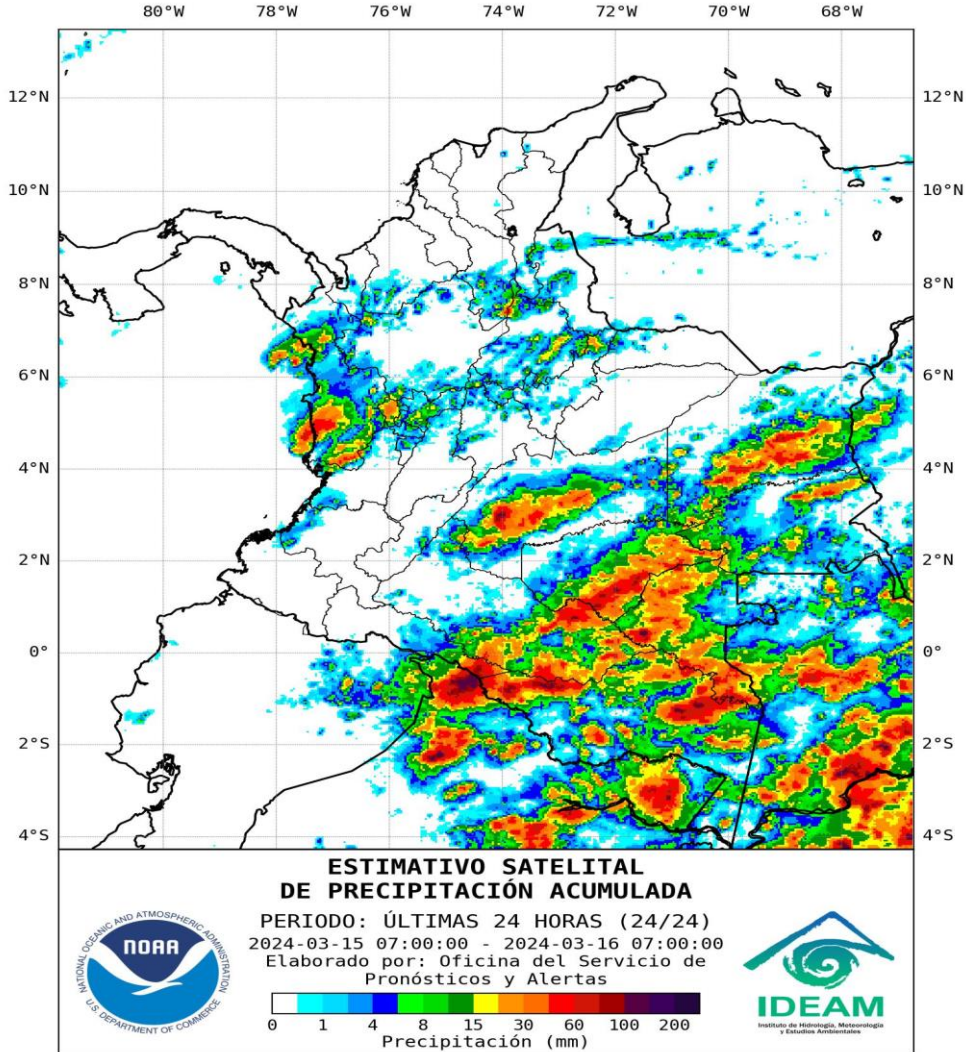 80°W 78°W 76°W 74°W 72°W 70°W 68°W
12°N 12°N
10°N 10°N
8°N 8°N
6°N 6°N
4°N 4°N
2°N 2°N
0° 0°
2°S 2°S
4°S 4°S
ESTIMATIVO SATELITAL
DE PRECIPITACIÓN ACUMULADA
PERIODO: ÚLTIMAS 24 HORAS (24/24)
2024-03-15 07:00:00 - 2024-03-16 07:00:00
Elaborado por: Oficina del Servicio de
Pronósticos y Alertas
0 1 4 8 15 30 60 100 200
Precipitación (mm)
NATIONAL OCEANIC AND ATMOSPHERIC ADMINISTRATION
NOAA
U.S. DEPARTMENT OF COMMERCE
IDEAM
Instituto de Hidrología, Meteorología
y Estudios Ambientales